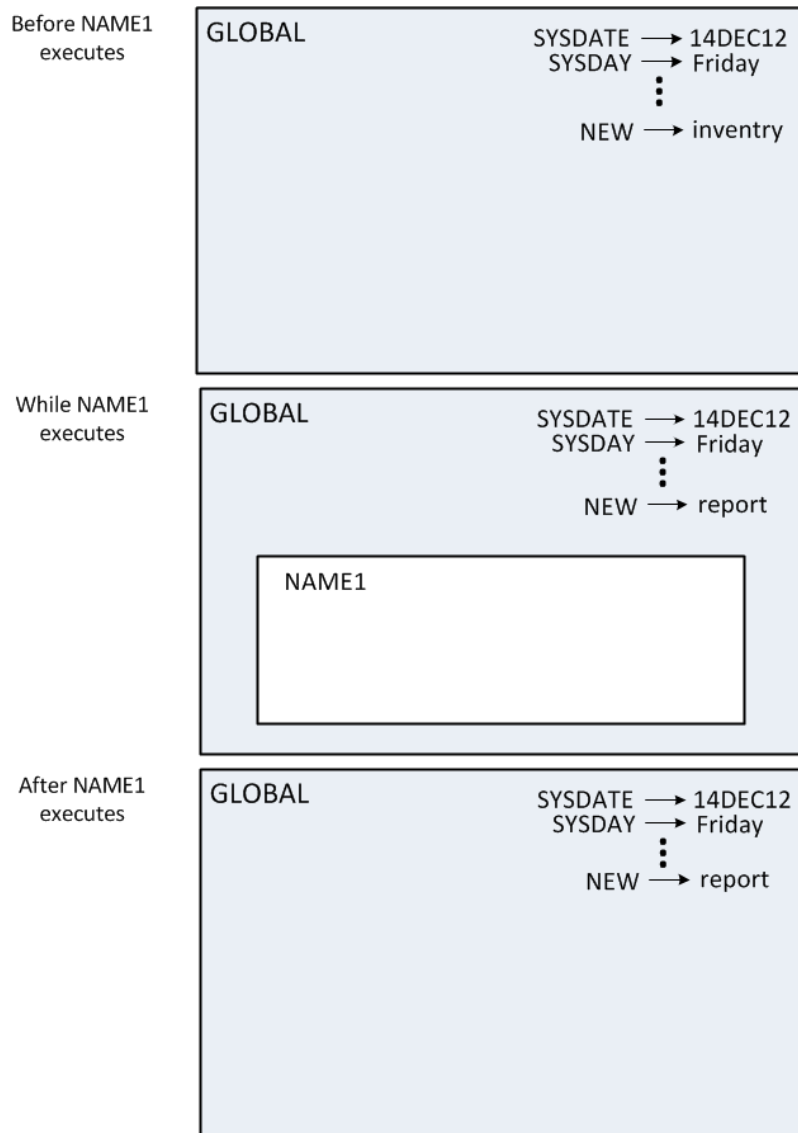 Before NAME1
executes
GLOBAL
SYSDATE → 14DEC12
SYSDAY → Friday
NEW → inventry
While NAME1
executes
GLOBAL
SYSDATE → 14DEC12
SYSDAY → Friday
NEW → report
NAME1
After NAME1
executes
GLOBAL
SYSDATE → 14DEC12
SYSDAY → Friday
NEW → report